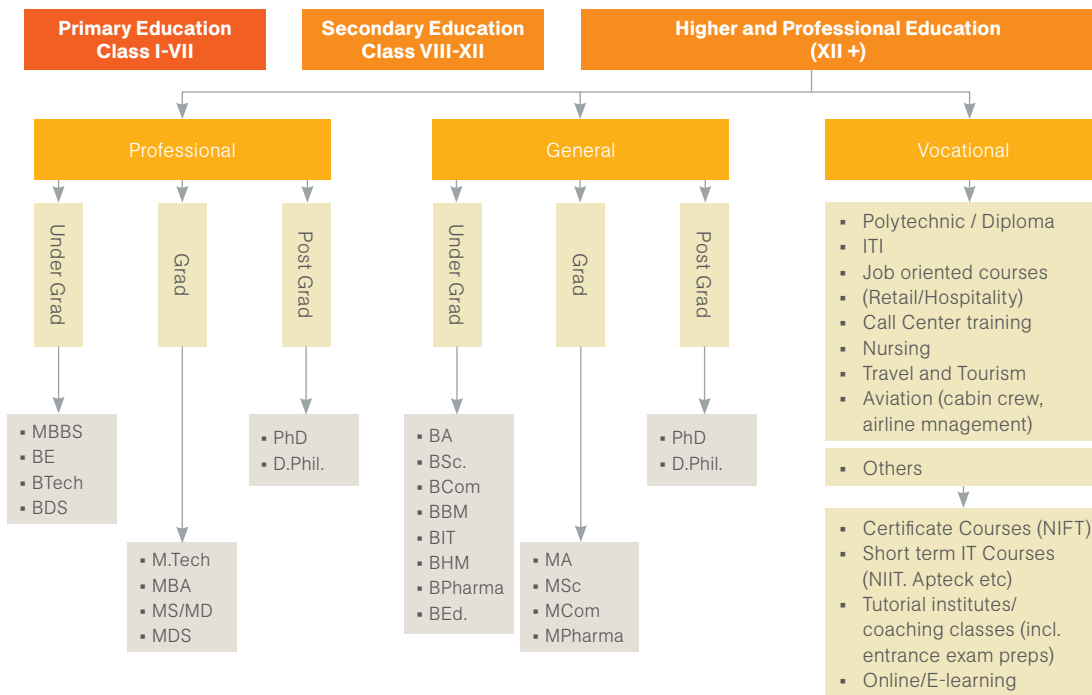 Primary Education
Class I-VII
Secondary Education
Class VIII-XII
Higher and Professional Education
(XII +)
Professional
General
Vocational
Under Grad
Grad
Post Grad
Under Grad
Grad
Post Grad
▪ Polytechnic / Diploma
▪ ITI
▪ Job oriented courses
▪ (Retail/Hospitality)
▪ Call Center training
▪ Nursing
▪ Travel and Tourism
▪ Aviation (cabin crew,
airline mnagement)
▪ Others
▪ MBBS
▪ BE
▪ BTech
▪ BDS
▪ M.Tech
▪ MBA
▪ MS/MD
▪ MDS
▪ PhD
▪ D.Phil.
▪ BA
▪ BSc.
▪ BCom
▪ BBM
▪ BIT
▪ BHM
▪ BPharma
▪ BEd.
▪ MA
▪ MSc
▪ MCom
▪ MPharma
▪ PhD
▪ D.Phil.
▪ Certificate Courses (NIFT)
▪ Short term IT Courses
(NIIT. Apteck etc)
▪ Tutorial institutes/
coaching classes (incl.
entrance exam preps)
▪ Online/E-learning